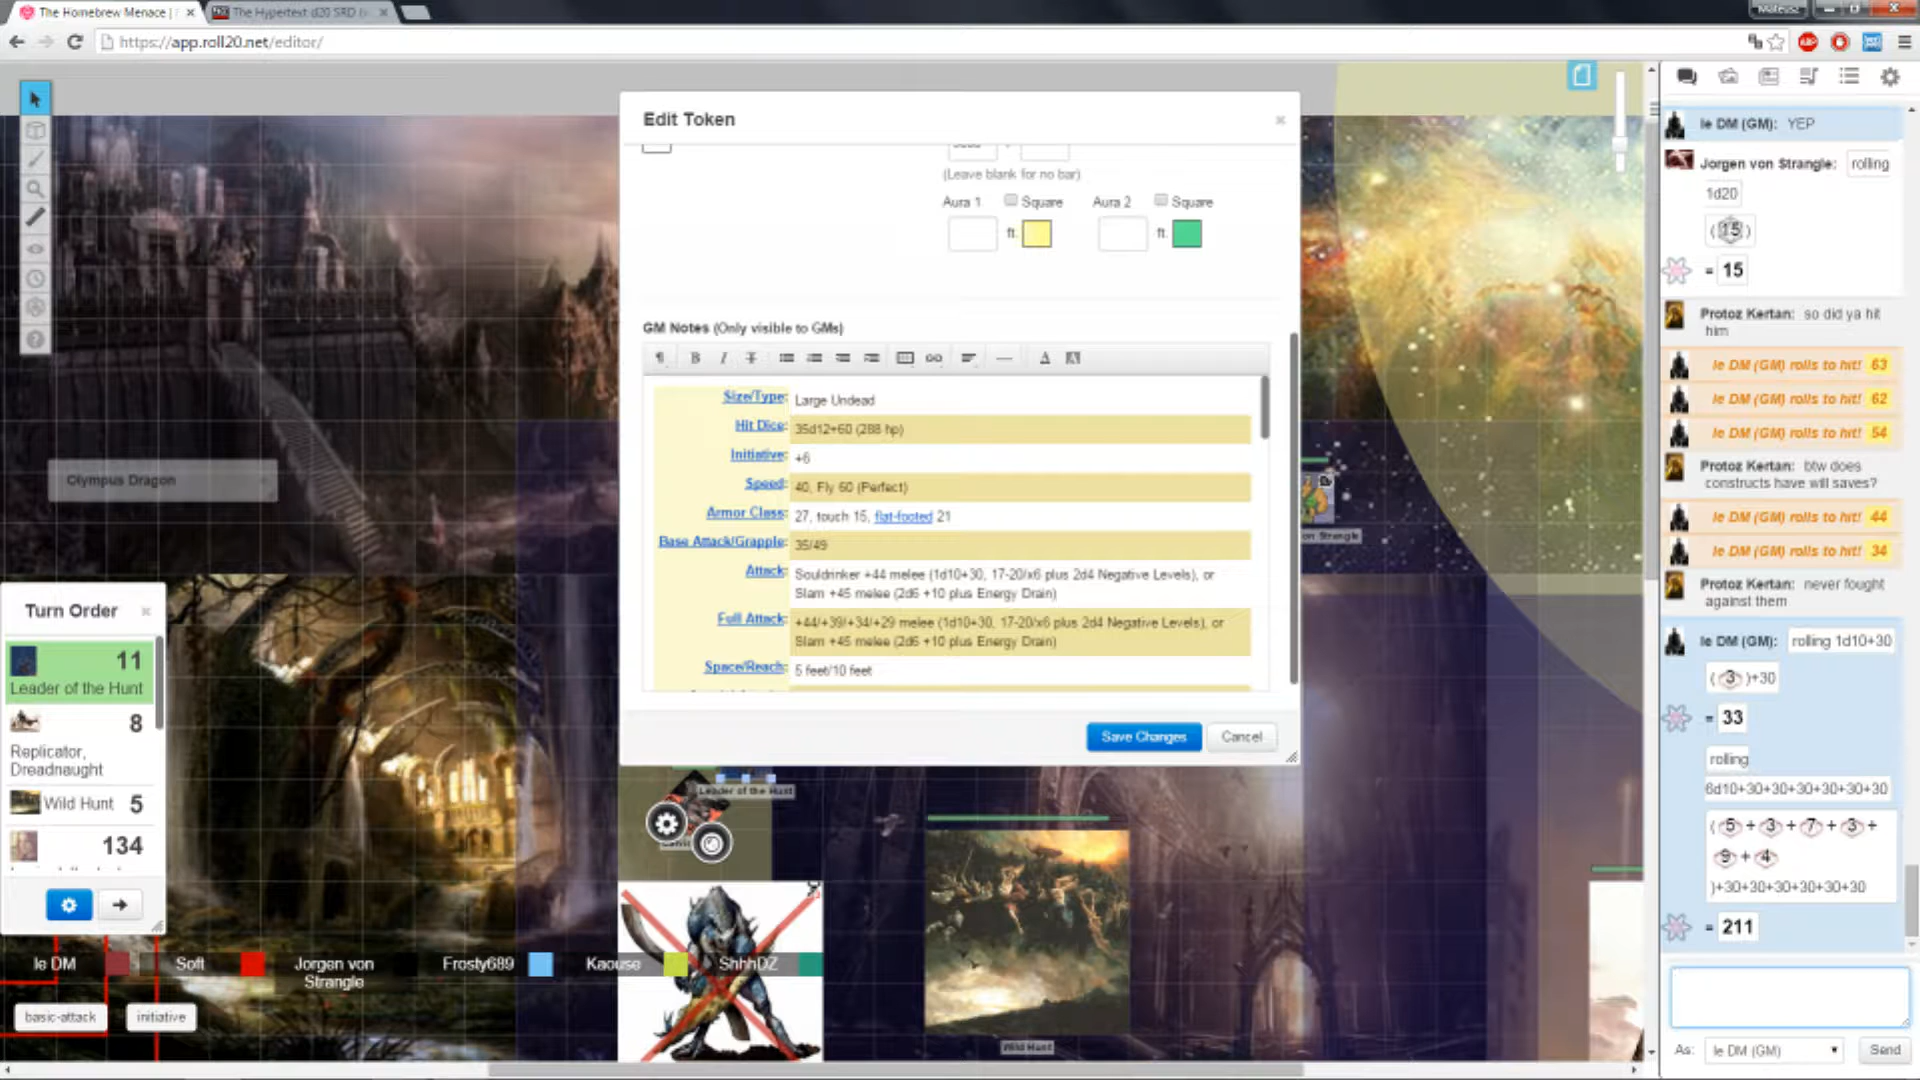 The Homebrew Menace |
The Hypertext d20 SRD (
Mateusz
https://app.roll20.net/editor/
Edit Token
(Leave blank for no bar)
Aura 1 Square Aura 2 Square
ft. ft.
GM Notes (Only visible to GMs)
Size/Type: Large Undead
Hit Dice: 35d12+60 (288 hp)
Initiative: +6
Speed: 40, Fly 60 (Perfect)
Armor Class: 27, touch 15, flat-footed 21
Base Attack/Grapple: 35/49
Attack: Souldrinker +44 melee (1d10+30, 17-20/x6 plus 2d4 Negative Levels), or
Slam +45 melee (2d6 +10 plus Energy Drain)
Full Attack: +44/+39/+34/+29 melee (1d10+30, 17-20/x6 plus 2d4 Negative Levels), or
Slam +45 melee (2d6 +10 plus Energy Drain)
Space/Reach: 5 feet/10 feet
Save Changes
Cancel
Olympus Dragon
on Strangle
Turn Order
11
Leader of the Hunt
8
Replicator,
Dreadnaught
Wild Hunt 5
134
Leader of the Hunt
Wild Hunt
le DM
Soft
Jorgen von
Strangle
Frosty689
Kaouse
ShhhDZ
basic-attack
initiative
le DM (GM): YEP
Jorgen von Strangle: rolling
1d20
(15)
= 15
Protoz Kertan: so did ya hit
him
le DM (GM) rolls to hit! 63
le DM (GM) rolls to hit! 62
le DM (GM) rolls to hit! 54
Protoz Kertan: btw does
constructs have will saves?
le DM (GM) rolls to hit! 44
le DM (GM) rolls to hit! 34
Protoz Kertan: never fought
against them
le DM (GM): rolling 1d10+30
(3)+30
= 33
rolling
6d10+30+30+30+30+30+30
(5+3+7+3+
9+4
)+30+30+30+30+30+30
= 211
As: le DM (GM)
Send